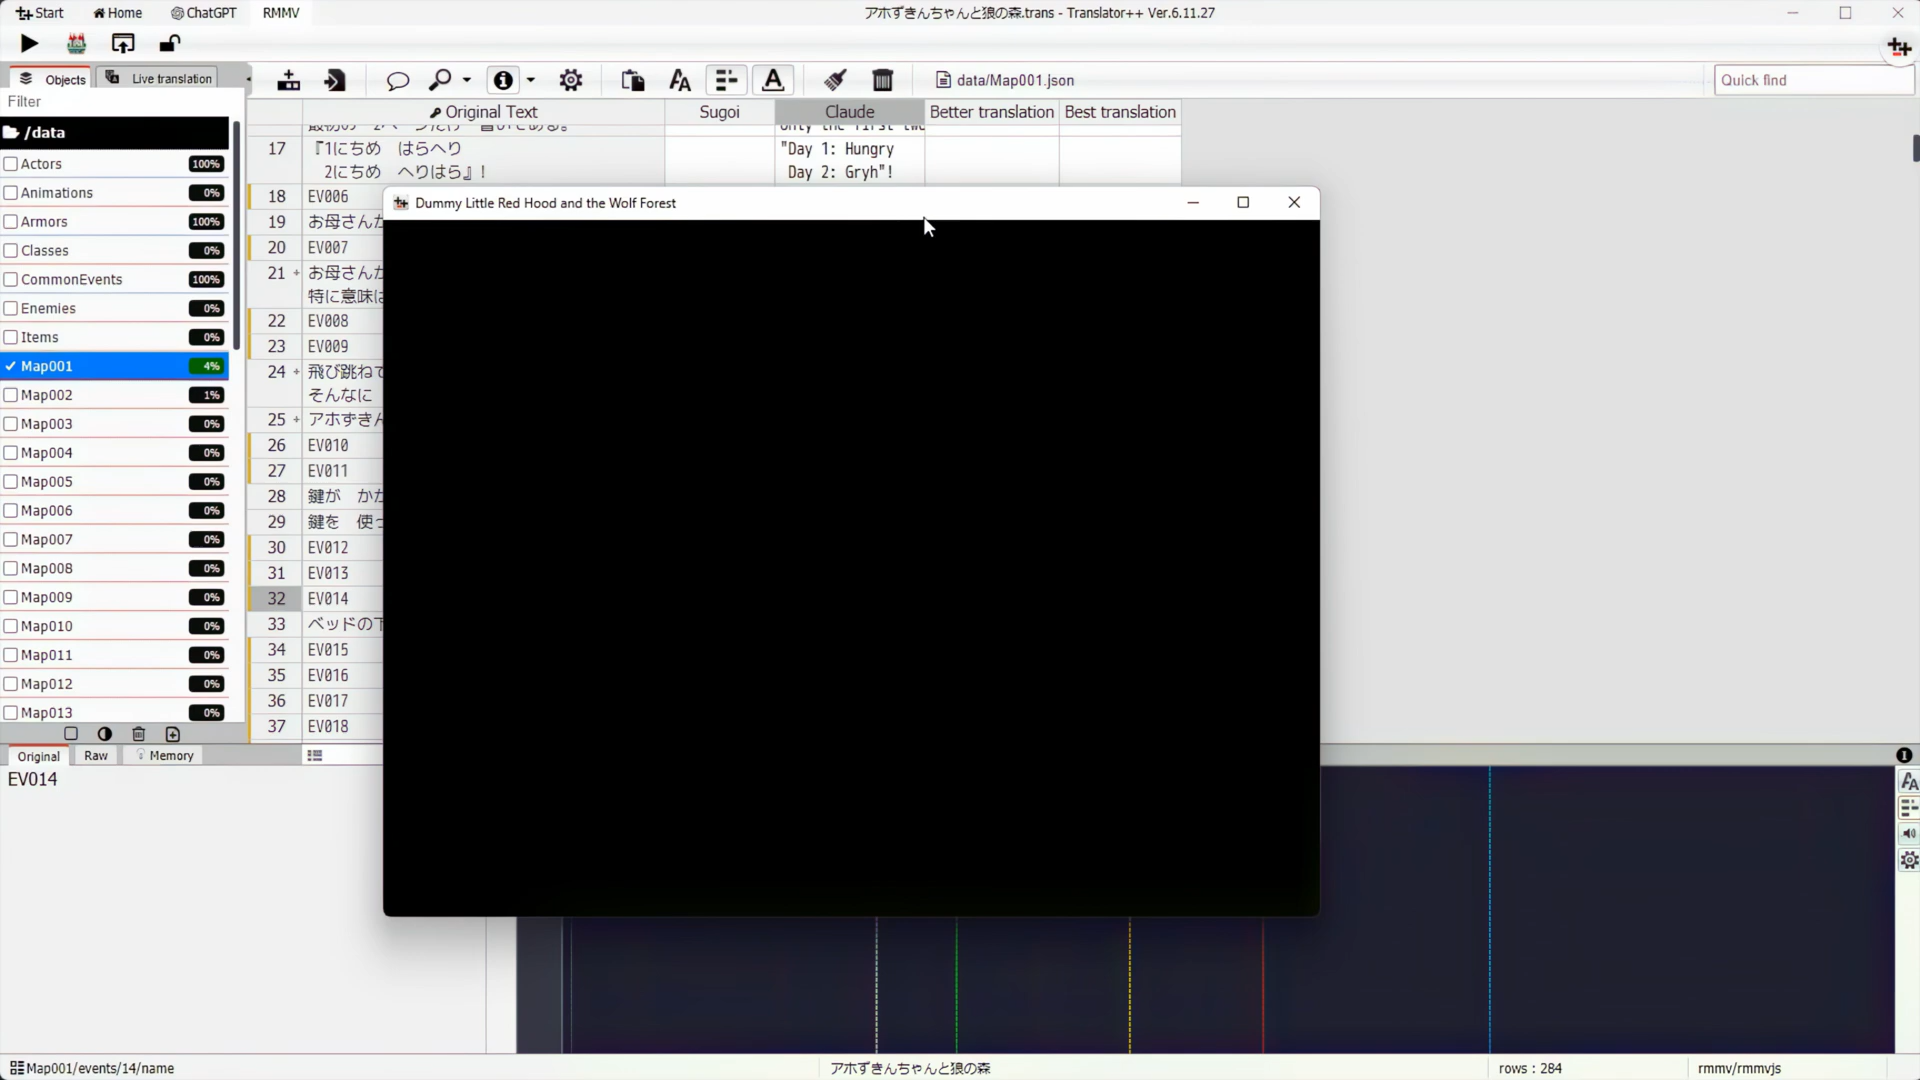 Start
Home
ChatGPT
RMMV
アホずきんちゃんと狼の森.trans - Translator++ Ver.6.11.27
Objects
Live translation
data/Map001.json
Quick find
Filter
/data
Actors 100%
Animations 0%
Armors 100%
Classes 0%
CommonEvents 100%
Enemies 0%
Items 0%
Map001 4%
Map002 1%
Map003 0%
Map004 0%
Map005 0%
Map006 0%
Map007 0%
Map008 0%
Map009 0%
Map010 0%
Map011 0%
Map012 0%
Map013 0%
Original Text
Sugoi
Claude
Better translation
Best translation
17
『1にちめ　はらへり
2にちめ　へりはら』!
"Day 1: Hungry
Day 2: Gryh"!
18 EV006
19 お母さんか
20 EV007
21 + お母さんか
特に意味は
22 EV008
23 EV009
24 + 飛び跳ねて
そんなに
25 + アホずきん
26 EV010
27 EV011
28 鍵が
29 鍵を　使っ
30 EV012
31 EV013
32 EV014
33 ベッドの下
34 EV015
35 EV016
36 EV017
37 EV018
Dummy Little Red Hood and the Wolf Forest
Original
Raw
Memory
EV014
Map001/events/14/name
アホずきんちゃんと狼の森
rows : 284
rmmv/rmmvjs